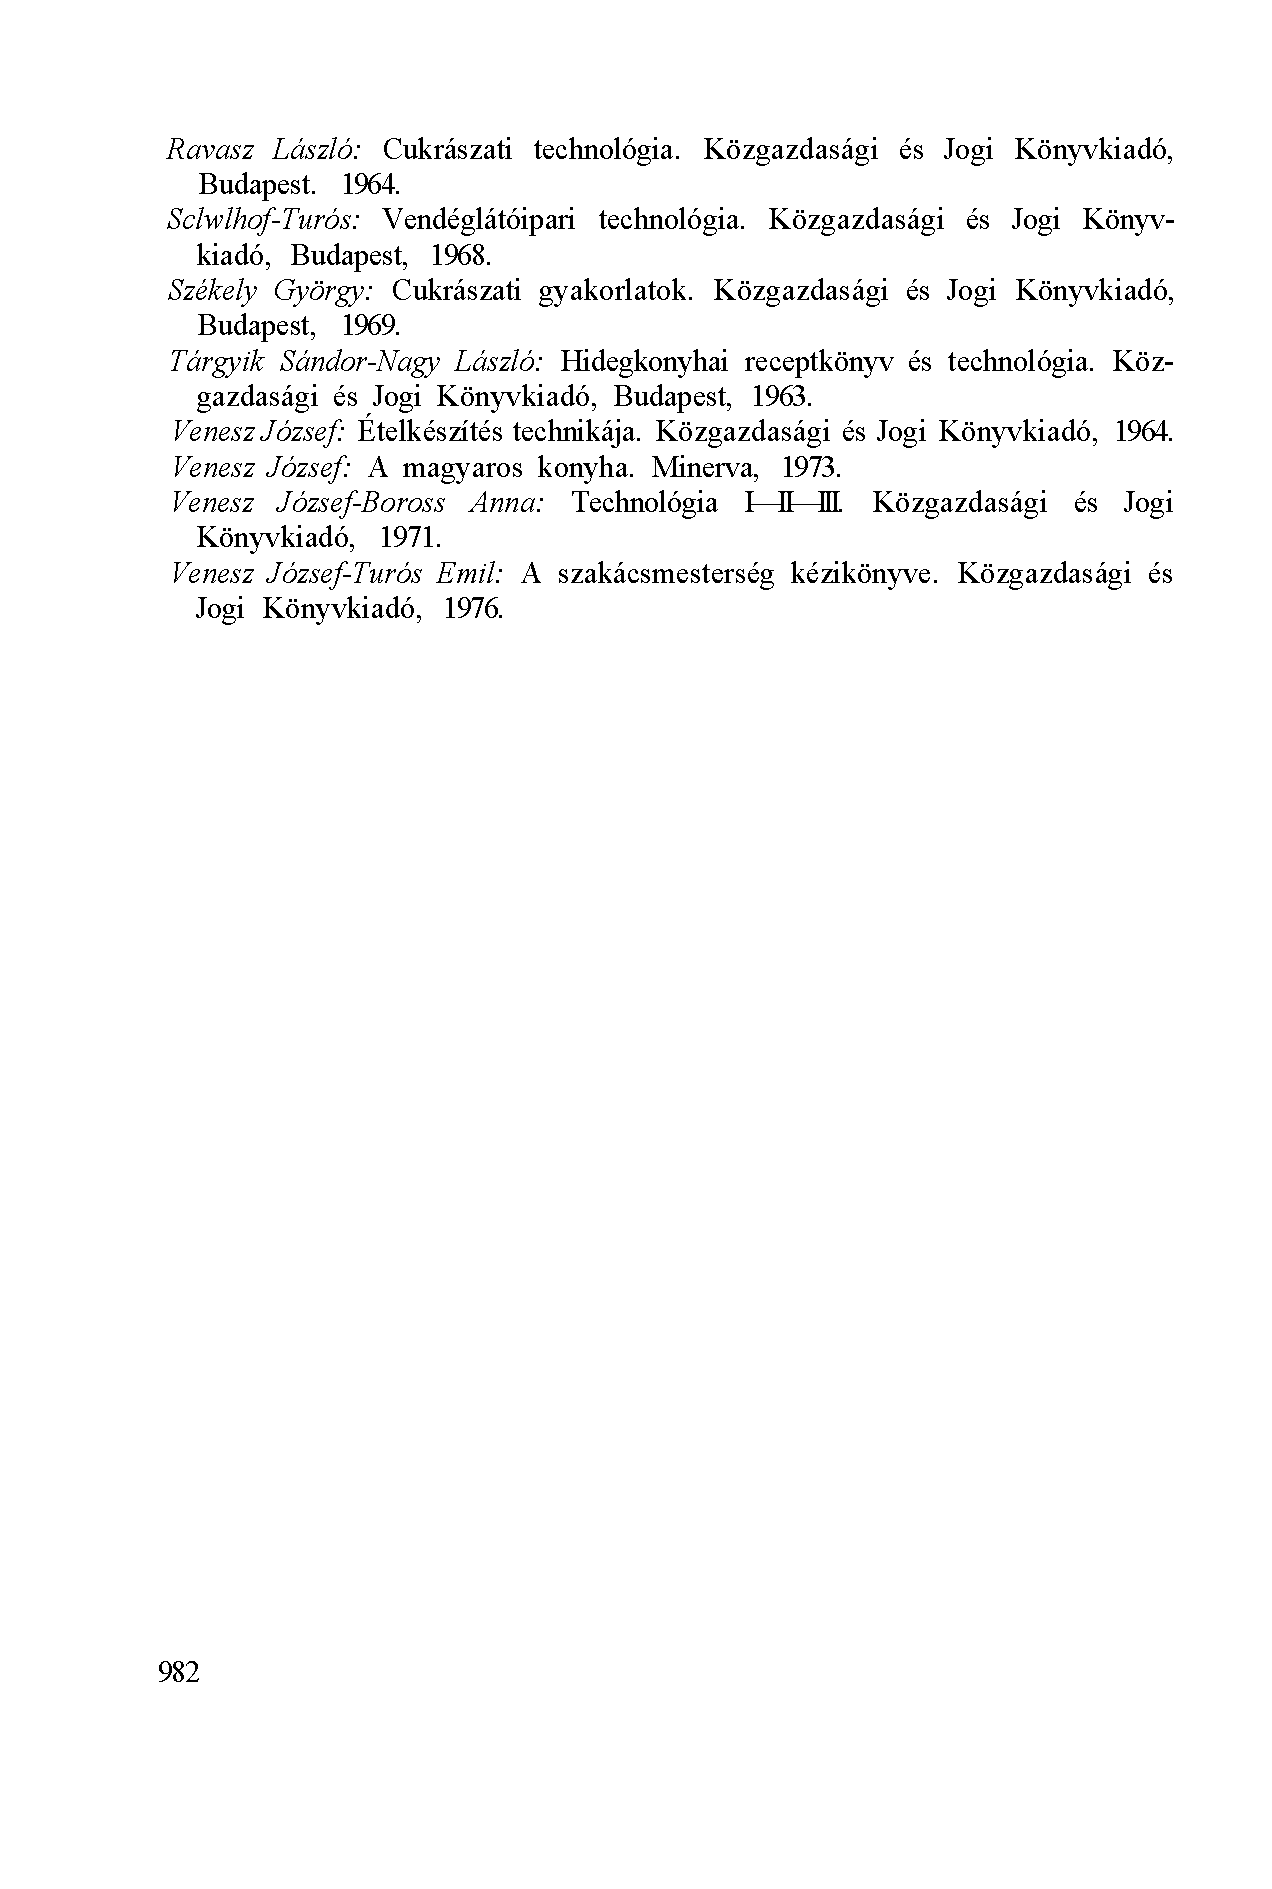 Ravasz László: Cukrászati technológia. Közgazdasági és Jogi Könyvkiadó,
Budapest. 1964.
Sclwlhof-Turós: Vendéglátóipari technológia. Közgazdasági és Jogi Könyv-
kiadó, Budapest, 1968.
Székely György: Cukrászati gyakorlatok. Közgazdasági és Jogi Könyvkiadó,
Budapest, 1969.
Tárgyik Sándor-Nagy László: Hidegkonyhai receptkönyv és technológia. Köz-
gazdasági és Jogi Könyvkiadó, Budapest, 1963.
Venesz József: Ételkészítés technikája. Közgazdasági és Jogi Könyvkiadó, 1964.
Venesz József: A magyaros konyha. Minerva, 1973.
Venesz József-Boross Anna: Technológia I—II—III. Közgazdasági és Jogi
Könyvkiadó, 1971.
Venesz József-Turós Emil: A szakácsmesterség kézikönyve. Közgazdasági és
Jogi Könyvkiadó, 1976.
982